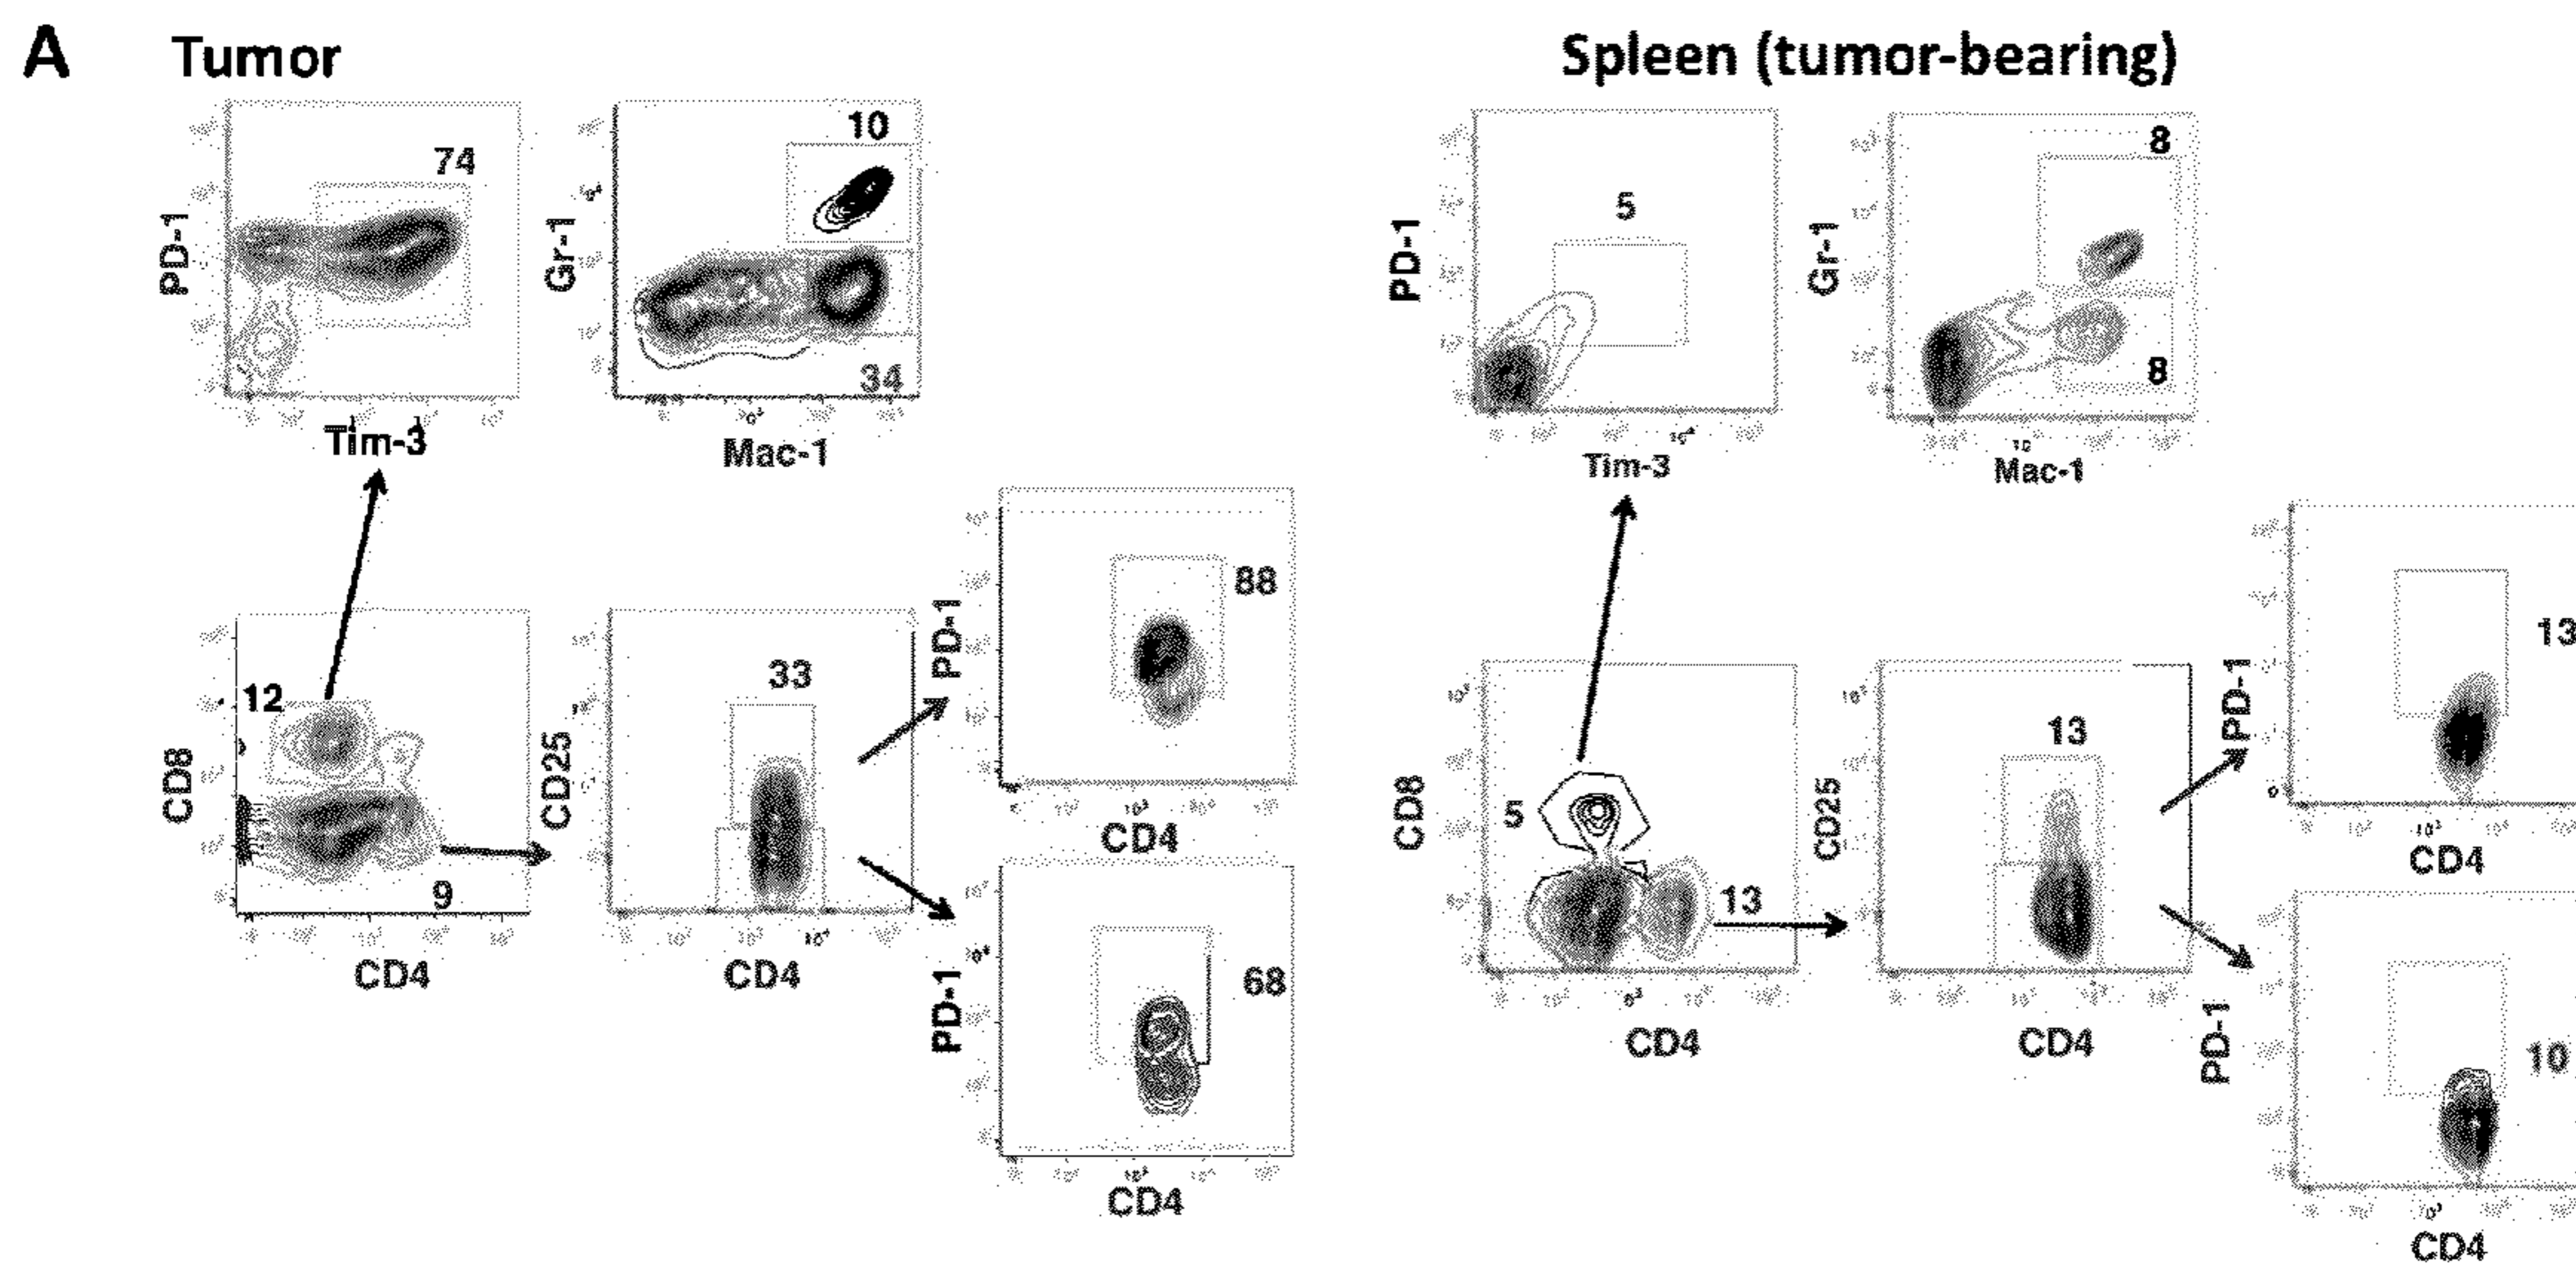 A
Tumor
Spleen (tumor-bearing)
74
PD-1
Tim-3
10
Gr-1
34
Mac-1
5
PD-1
Tim-3
8
Gr-1
8
Mac-1
12
CD8
9
CD4
33
CD25
CD4
88
PD-1
CD4
68
PD-1
CD4
5
CD8
13
CD4
13
CD25
CD4
13
PD-1
CD4
10
PD-1
CD4